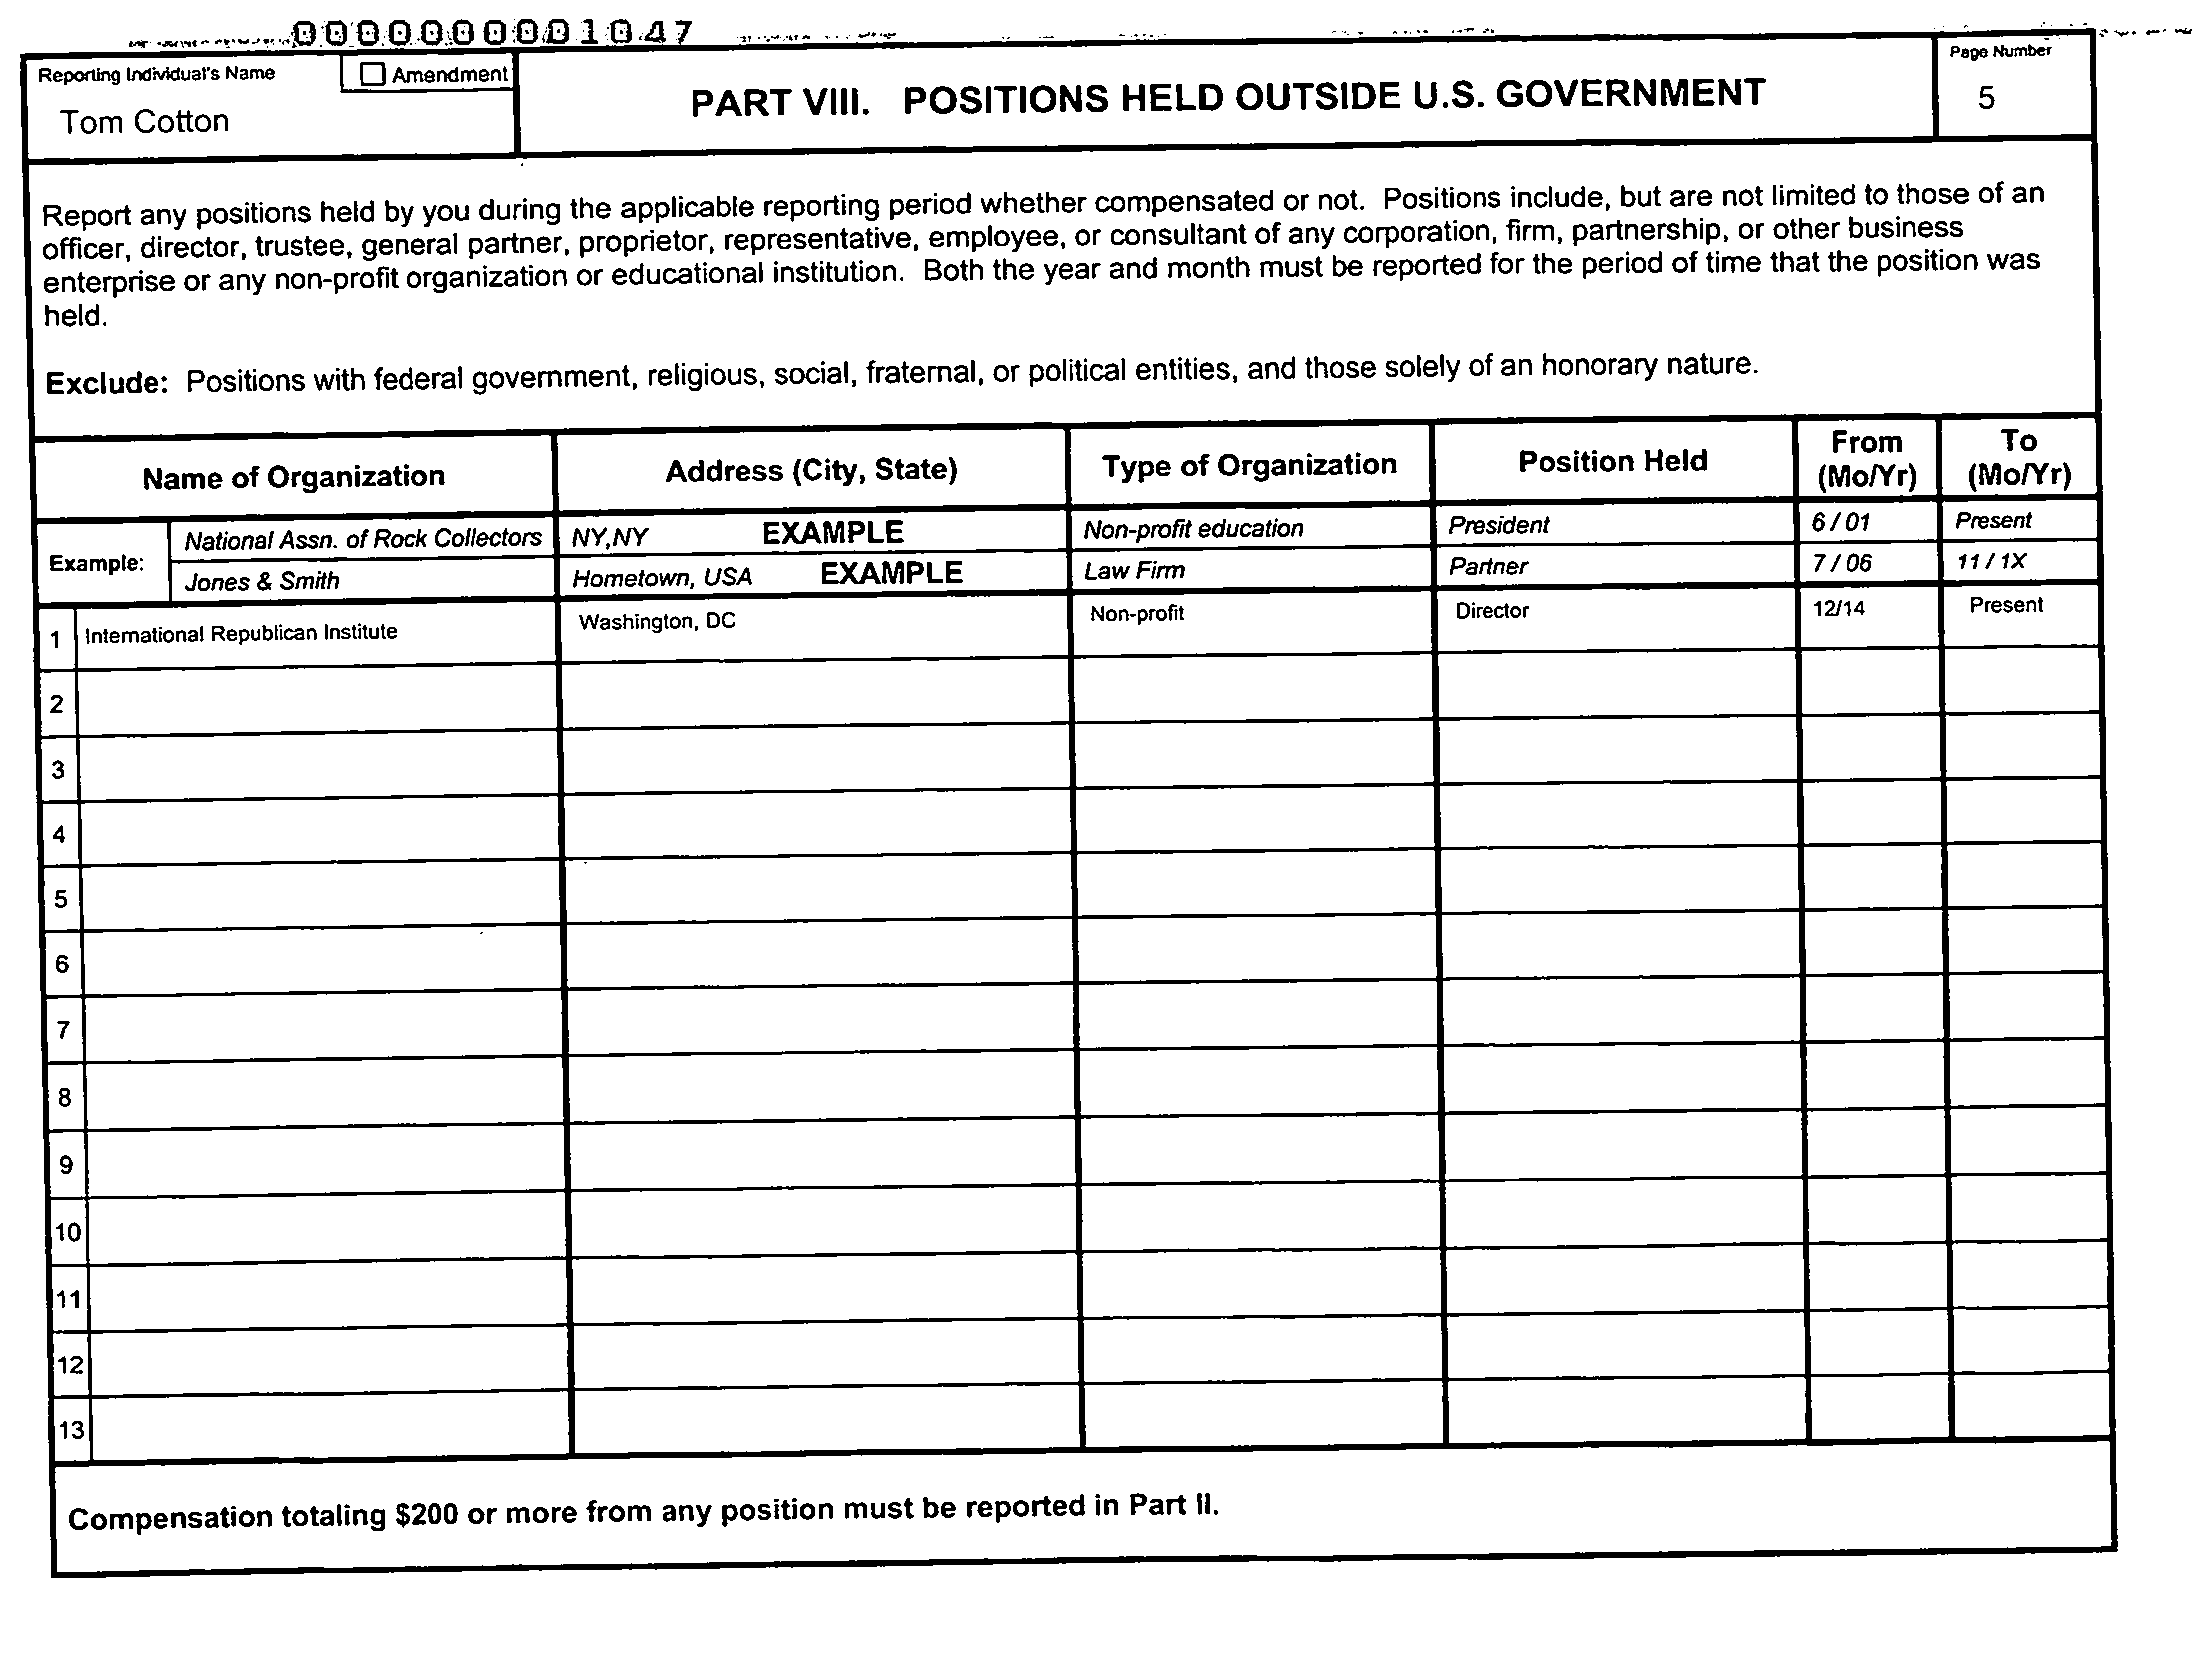 000000001047
Reporting Individual's Name
Amendment
Tom Cotton
PART VIII. POSITIONS HELD OUTSIDE U.S. GOVERNMENT
Page Number
5
Report any positions held by you during the applicable reporting period whether compensated or not. Positions include, but are not limited to those of an
officer, director, trustee, general partner, proprietor, representative, employee, or consultant of any corporation, firm, partnership, or other business
enterprise or any non-profit organization or educational institution. Both the year and month must be reported for the period of time that the position was
held.
Exclude: Positions with federal government, religious, social, fraternal, or political entities, and those solely of an honorary nature.
Name of Organization Address (City, State) Type of Organization Position Held From (Mo/Yr) To (Mo/Yr)
Example:
National Assn. of Rock Collectors NY,NY EXAMPLE Non-profit education President 6 / 01 Present
Jones & Smith Hometown, USA EXAMPLE Law Firm Partner 7 / 06 11 / 1X
1 International Republican Institute Washington, DC Non-profit Director 12/14 Present
2
3
4
5
6
7
8
9
10
11
12
13
Compensation totaling $200 or more from any position must be reported in Part II.